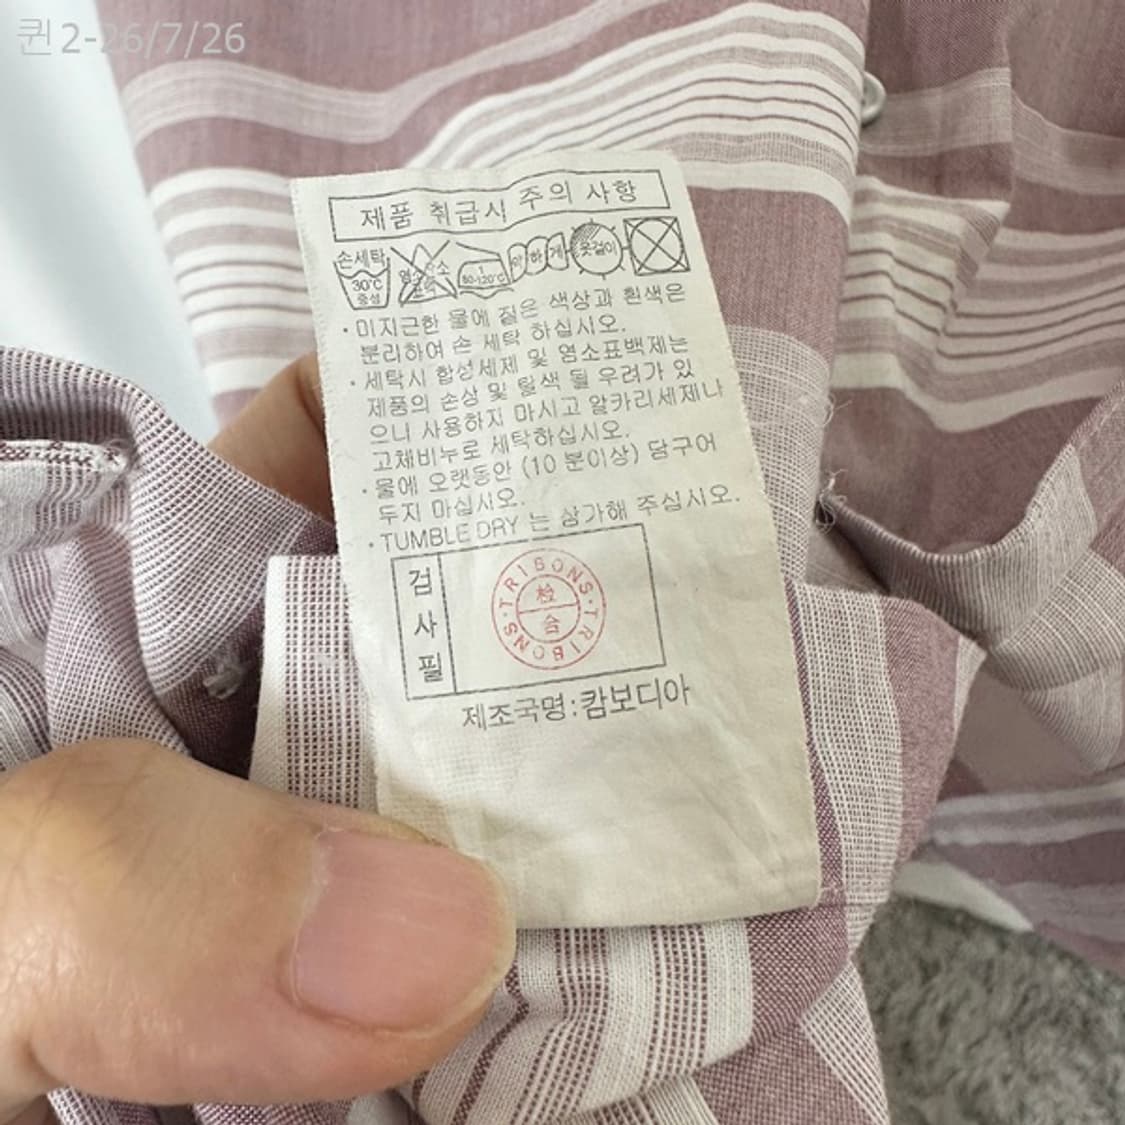 퀸2-26/7/26
제품 취급시 주의 사항
손세탁
30℃
중성
염소
표백
1
80-120℃
약하게
옷걸이
·미지근한 물에 짙은 색상과 흰색은
분리하여 손 세탁 하십시오.
·세탁시 합성세제 및 염소표백제는
제품의 손상 및 탈색 될 우려가 있
으니 사용하지 마시고 알카리세제나
고체비누로 세탁하십시오.
·물에 오랫동안 (10 분이상) 담구어
두지 마십시오.
·TUMBLE DRY 는 삼가해 주십시오.
검사필
TRIBONS·TRIBONS·
檢
合
제조국명:캄보디아